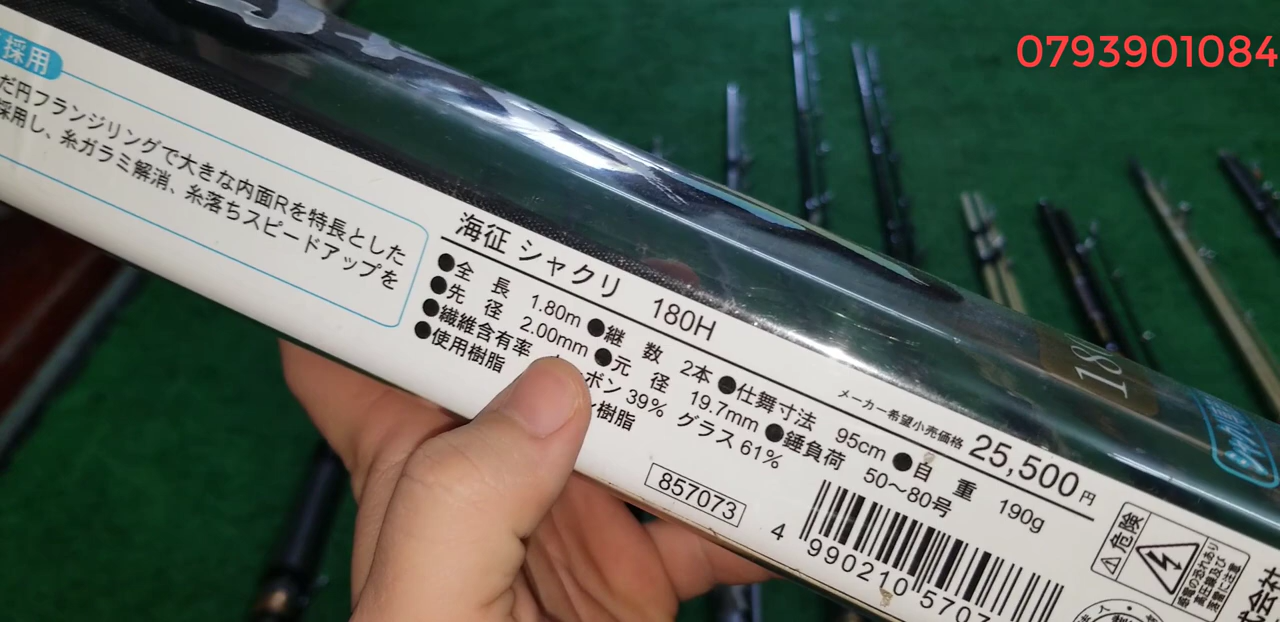 0793901084
採用
だ円フランジリングで大きな内面Rを特長とした
採用し、糸ガラミ解消、糸落ちスピードアップを
海征 シャクリ 180H
メーカー希望小売価格 25,500円
●全長 1.80m ●継数 2本 ●仕舞寸法 95cm ●自重 190g
●先径 2.00mm ●元径 19.7mm ●錘負荷 50〜80号
●繊維含有率 ボン 39% グラス 61%
●使用樹脂 樹脂
857073
4 990210 5707
危険
18